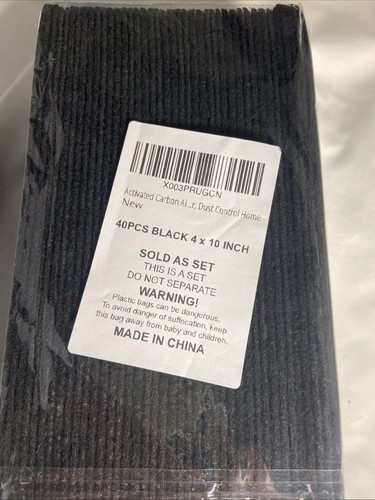 X003PRUGCN
Activated Carbon Ai...r, Dust Control Home
New
40PCS BLACK 4 x 10 INCH
SOLD AS SET
THIS IS A SET
DO NOT SEPARATE
WARNING!
Plastic bags can be dangerous.
To avoid danger of suffocation, keep
this bag away from baby and children.
MADE IN CHINA